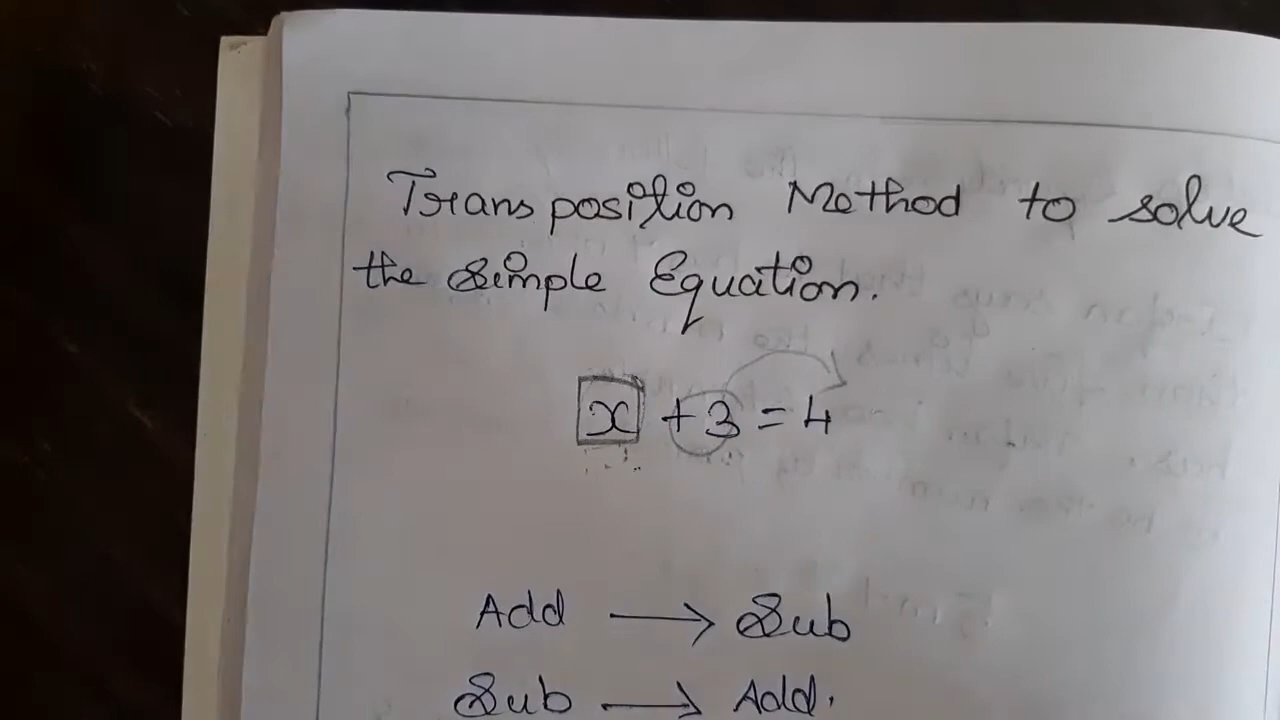 Transposition Method to solve
the Simple Equation.
x + 3 = 4
Add → Sub
Sub → Add.